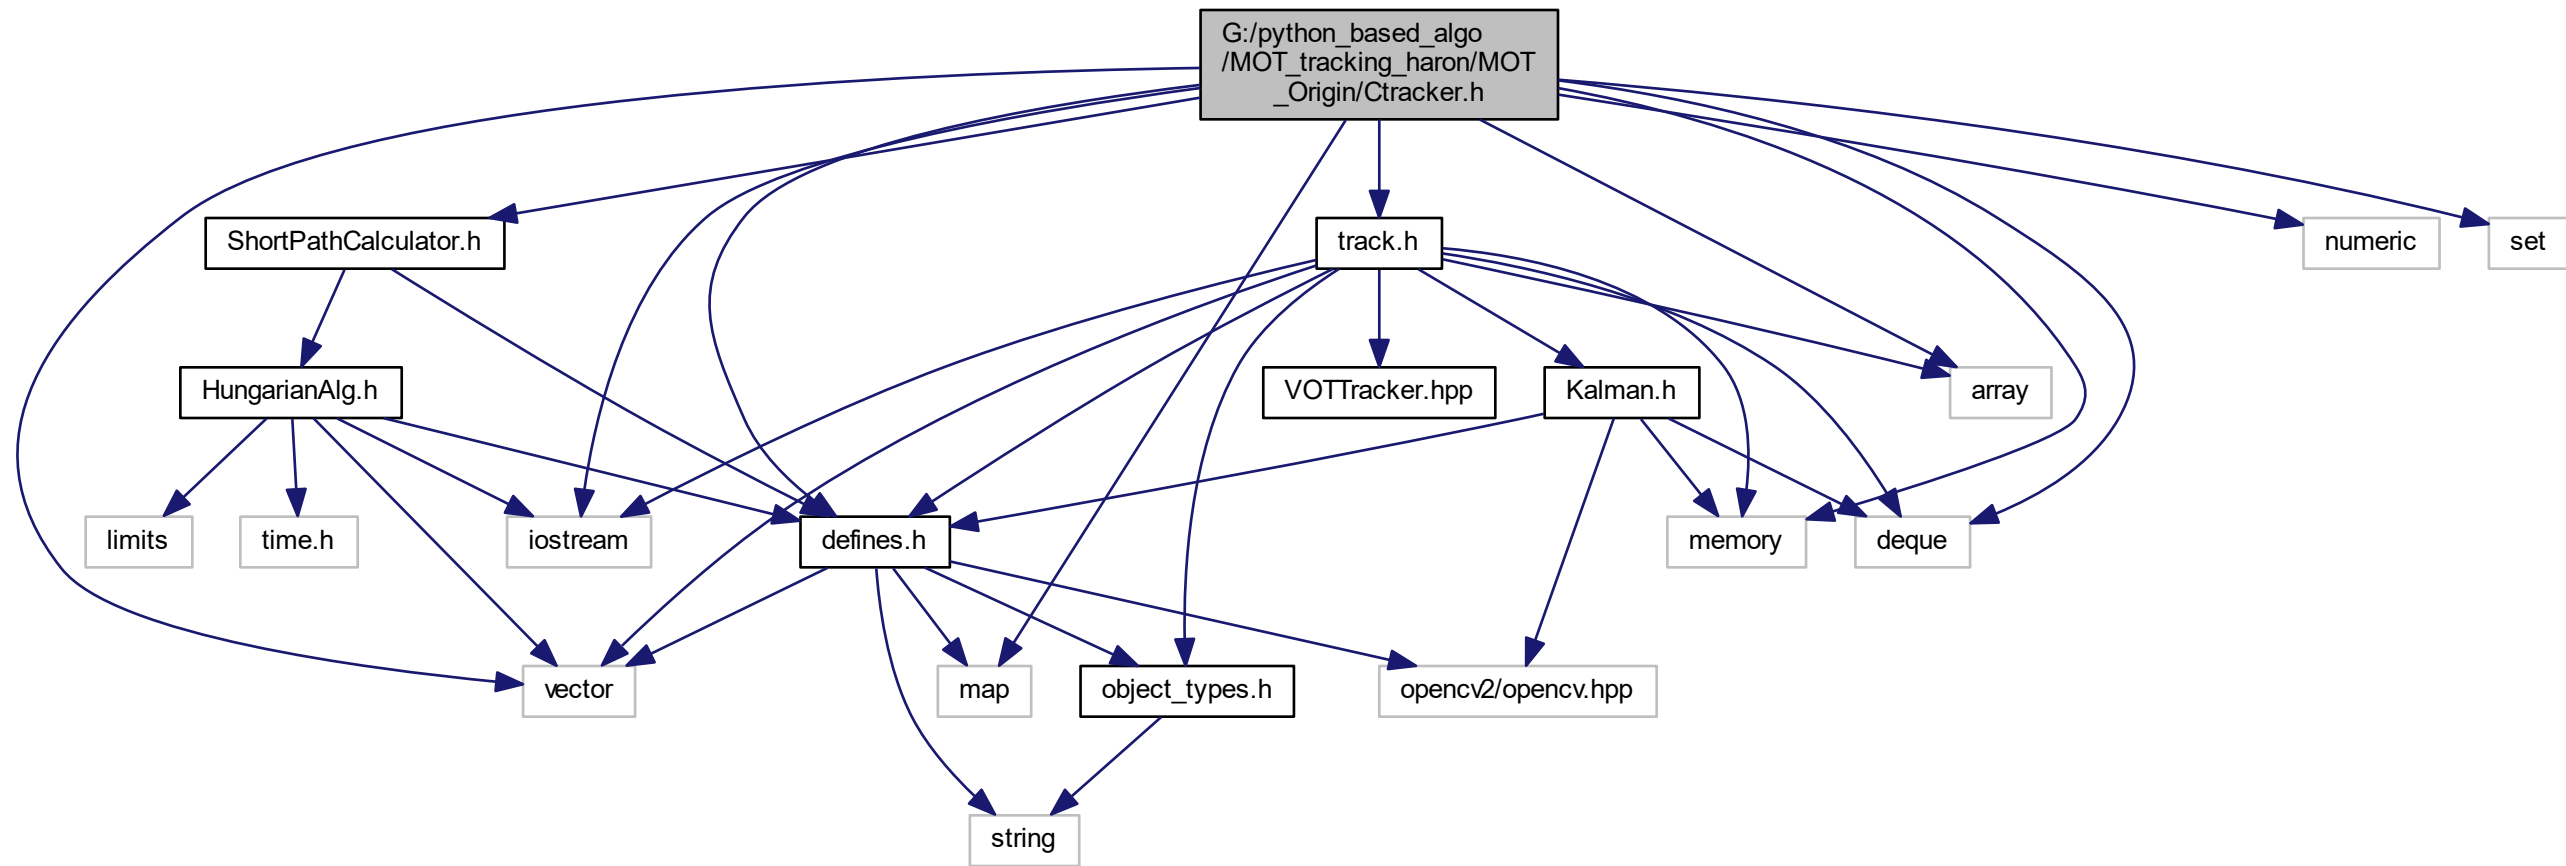 G:/python_based_algo
/MOT_tracking_haron/MOT
_Origin/Ctracker.h
ShortPathCalculator.h
track.h
numeric
set
HungarianAlg.h
VOTTracker.hpp
Kalman.h
array
limits
time.h
iostream
defines.h
memory
deque
vector
map
object_types.h
opencv2/opencv.hpp
string